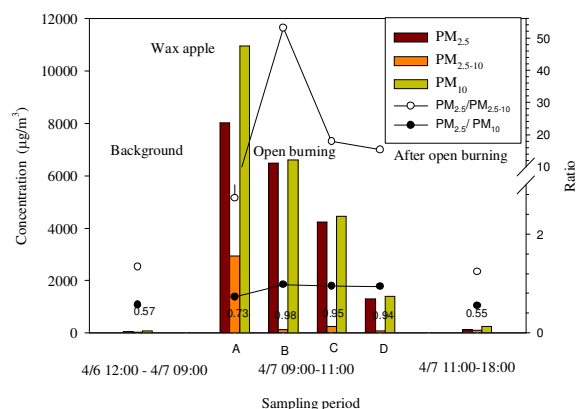 12000
10000
8000
6000
4000
2000
0
Concentration (µg/m³)
Wax apple
Background
Open burning
After open burning
PM2.5
PM2.5-10
PM10
PM2.5/PM2.5-10
PM2.5/ PM10
50
40
30
20
10
2
0
Ratio
0.57
0.73
0.98
0.95
0.94
0.55
A
B
C
D
4/6 12:00 - 4/7 09:00
4/7 09:00-11:00
4/7 11:00-18:00
Sampling period